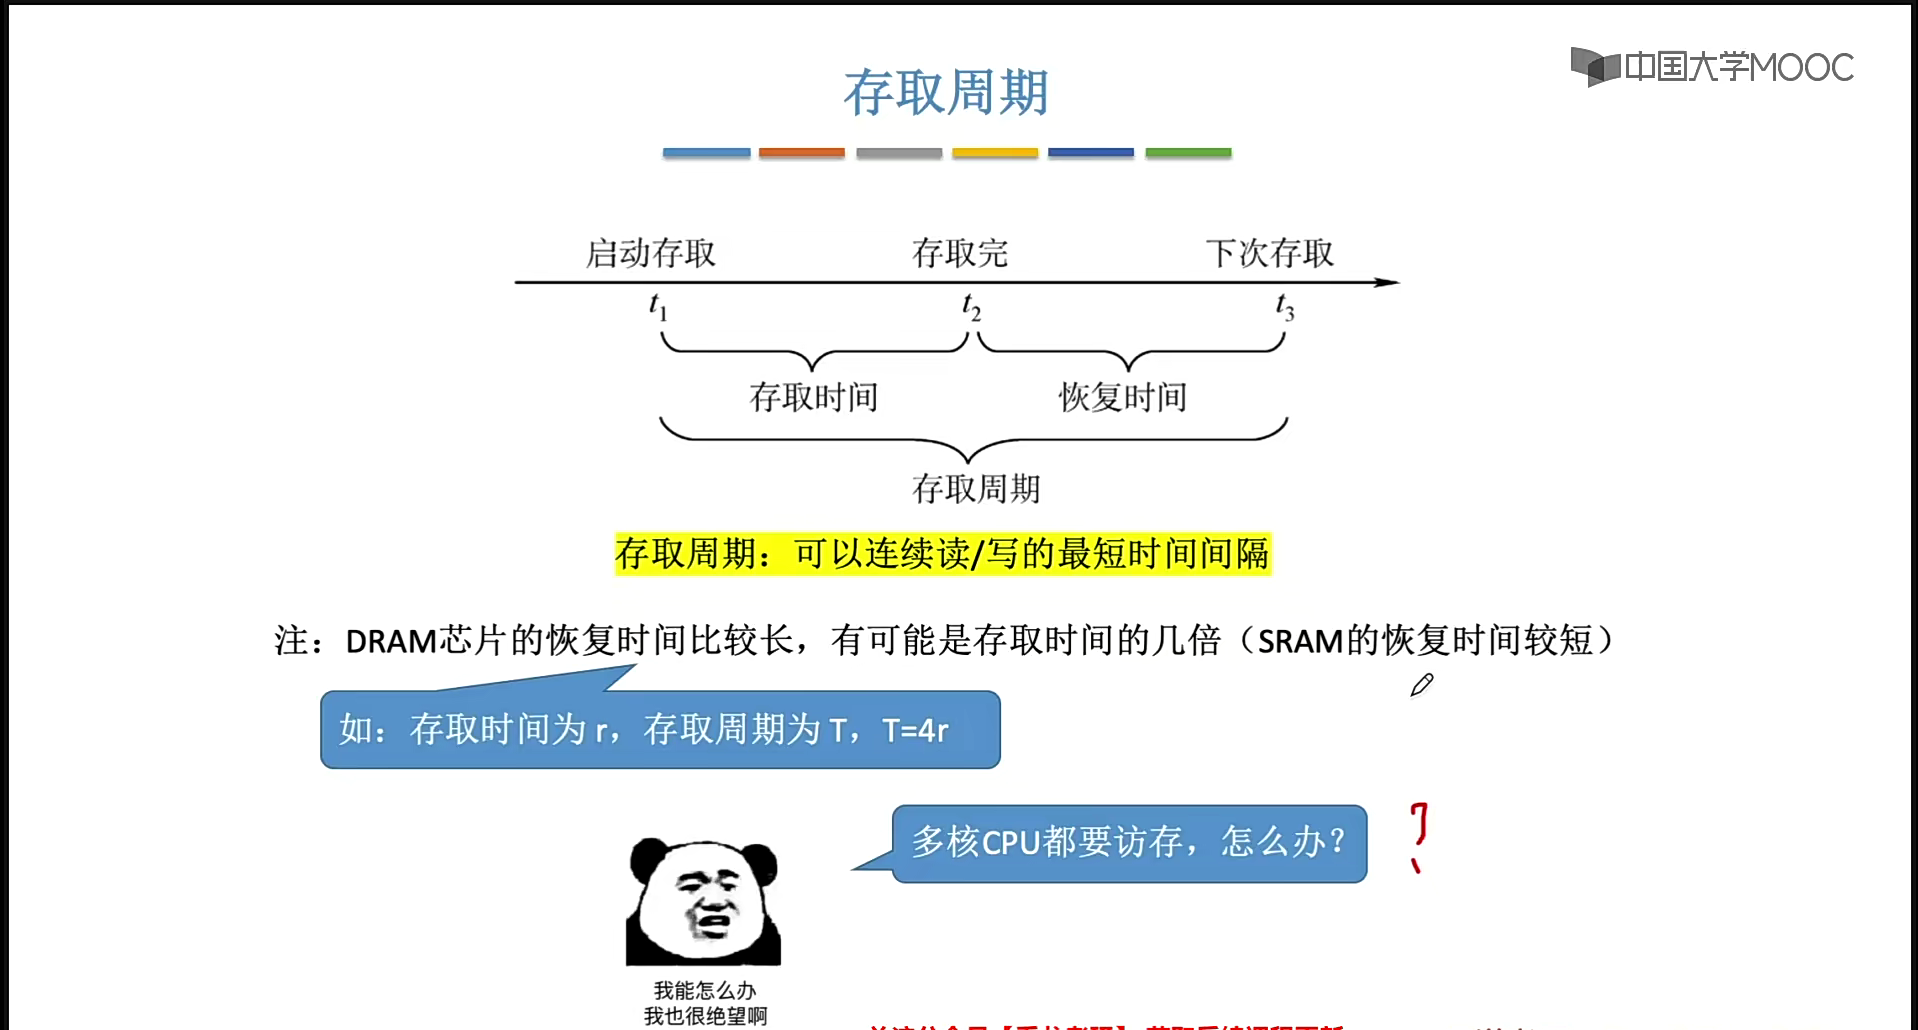 中国大学MOOC
存取周期
启动存取 存取完 下次存取
t1 t2 t3
存取时间 恢复时间
存取周期
存取周期：可以连续读/写的最短时间间隔
注：DRAM芯片的恢复时间比较长，有可能是存取时间的几倍（SRAM的恢复时间较短）
如：存取时间为 r，存取周期为 T，T=4r
多核CPU都要访存，怎么办？
我能怎么办
我也很绝望啊